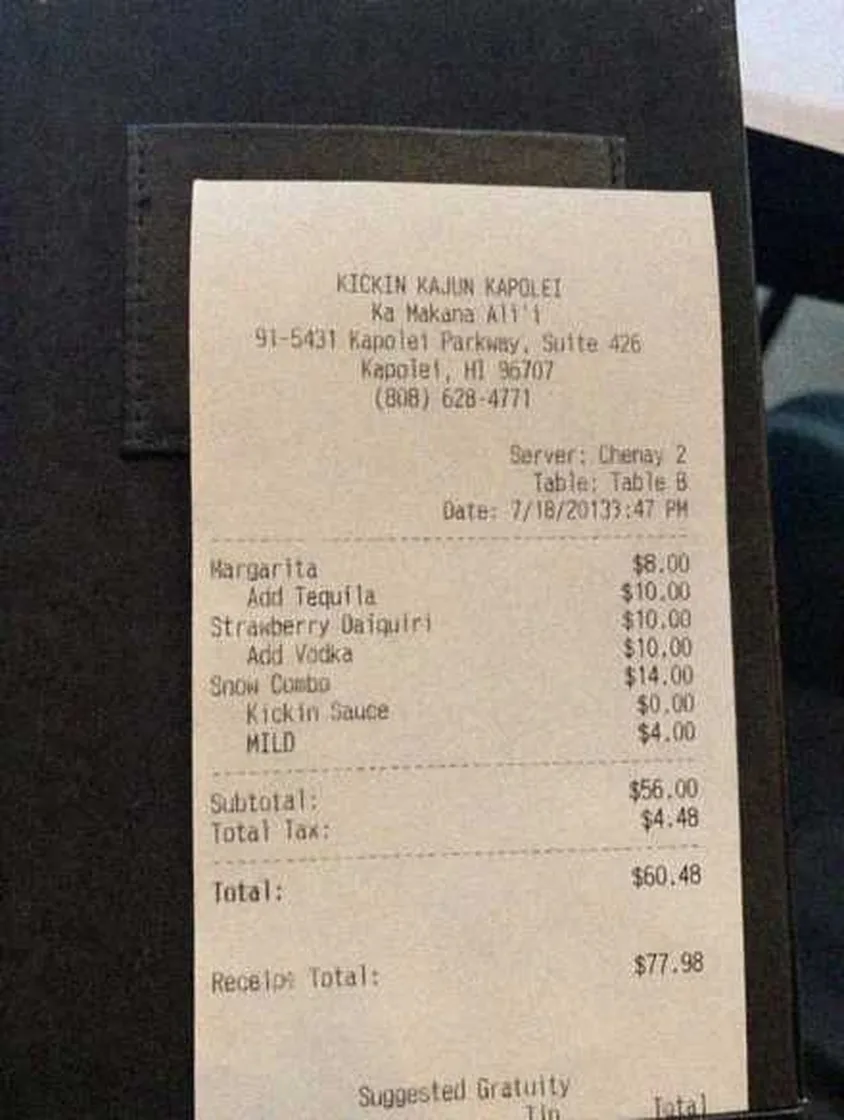 KICKIN KAJUN KAPOLEI
Ka Makana Ali'i
91-5431 Kapolei Parkway, Suite 426
Kapolei, HI 96707
(808) 628-4771
Server: Chenay 2
Table: Table 8
Date: 7/18/20133:47 PM
Margarita $8.00
Add Tequila $10.00
Strawberry Daiquiri $10.00
Add Vodka $10.00
Snow Combo $14.00
Kickin Sauce $0.00
MILD $4.00
Subtotal: $56.00
Total Tax: $4.48
Total: $60.48
Receipt Total: $77.98
Suggested Gratuity
Tip Total